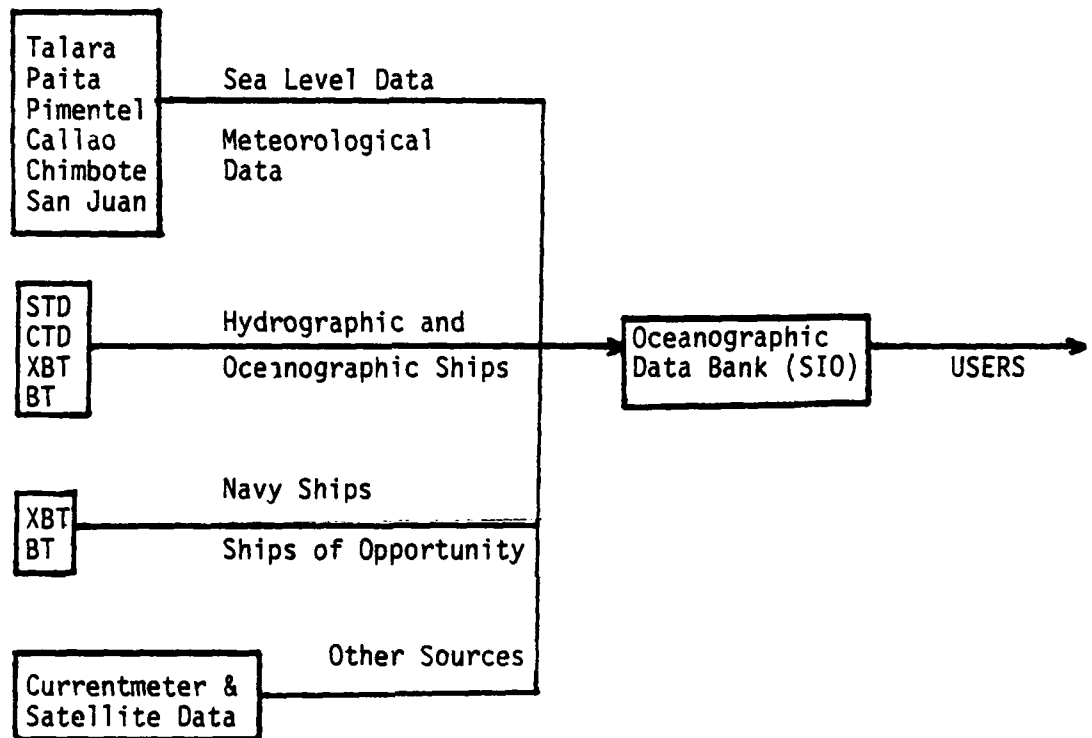 Talara
Paita
Pimentel
Callao
Chimbote
San Juan
Sea Level Data
Meteorological
Data
STD
CTD
XBT
BT
Hydrographic and
Oceanographic Ships
Oceanographic
Data Bank (SIO)
USERS
XBT
BT
Navy Ships
Ships of Opportunity
Other Sources
Currentmeter &
Satellite Data